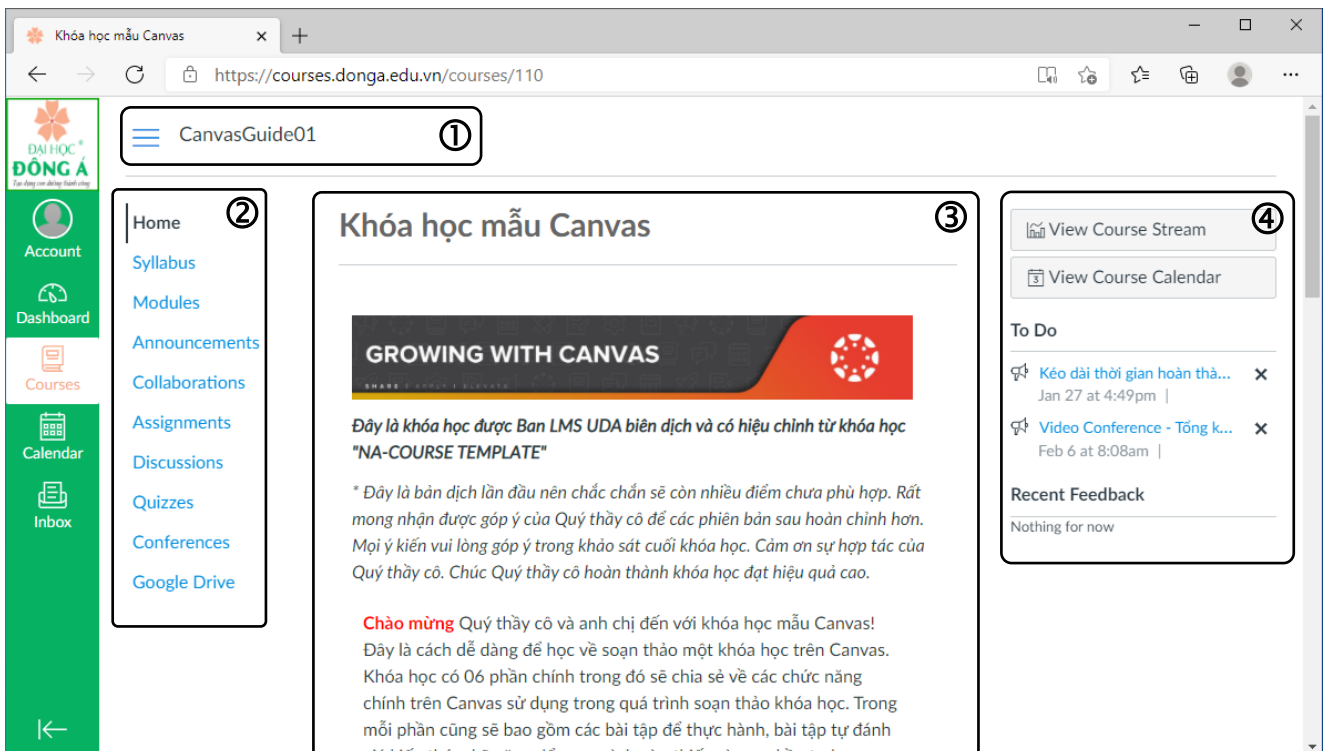 Khóa học mẫu Canvas
https://courses.donga.edu.vn/courses/110
ĐẠI HỌC
ĐÔNG Á
Account
Dashboard
Courses
Calendar
Inbox
CanvasGuide01
①
②
Home
Syllabus
Modules
Announcements
Collaborations
Assignments
Discussions
Quizzes
Conferences
Google Drive
③
Khóa học mẫu Canvas
GROWING WITH CANVAS
SHARE | APPLY | ELEVATE
Đây là khóa học được Ban LMS UDA biên dịch và có hiệu chỉnh từ khóa học
"NA-COURSE TEMPLATE"
* Đây là bản dịch lần đầu nên chắc chắn sẽ còn nhiều điểm chưa phù hợp. Rất
mong nhận được góp ý của Quý thầy cô để các phiên bản sau hoàn chỉnh hơn.
Mọi ý kiến vui lòng góp ý trong khảo sát cuối khóa học. Cảm ơn sự hợp tác của
Quý thầy cô. Chúc Quý thầy cô hoàn thành khóa học đạt hiệu quả cao.
Chào mừng Quý thầy cô và anh chị đến với khóa học mẫu Canvas!
Đây là cách dễ dàng để học về soạn thảo một khóa học trên Canvas.
Khóa học có 06 phần chính trong đó sẽ chia sẻ về các chức năng
chính trên Canvas sử dụng trong quá trình soạn thảo khóa học. Trong
mỗi phần cũng sẽ bao gồm các bài tập để thực hành, bài tập tự đánh
④
View Course Stream
3 View Course Calendar
To Do
Kéo dài thời gian hoàn thà...
Jan 27 at 4:49pm |
Video Conference - Tổng k...
Feb 6 at 8:08am |
Recent Feedback
Nothing for now